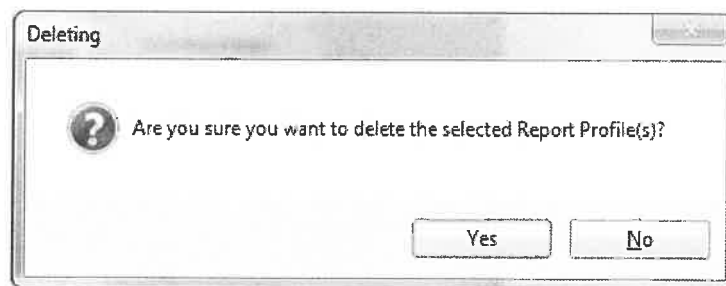 Deleting
Are you sure you want to delete the selected Report Profile(s)?
Yes
No